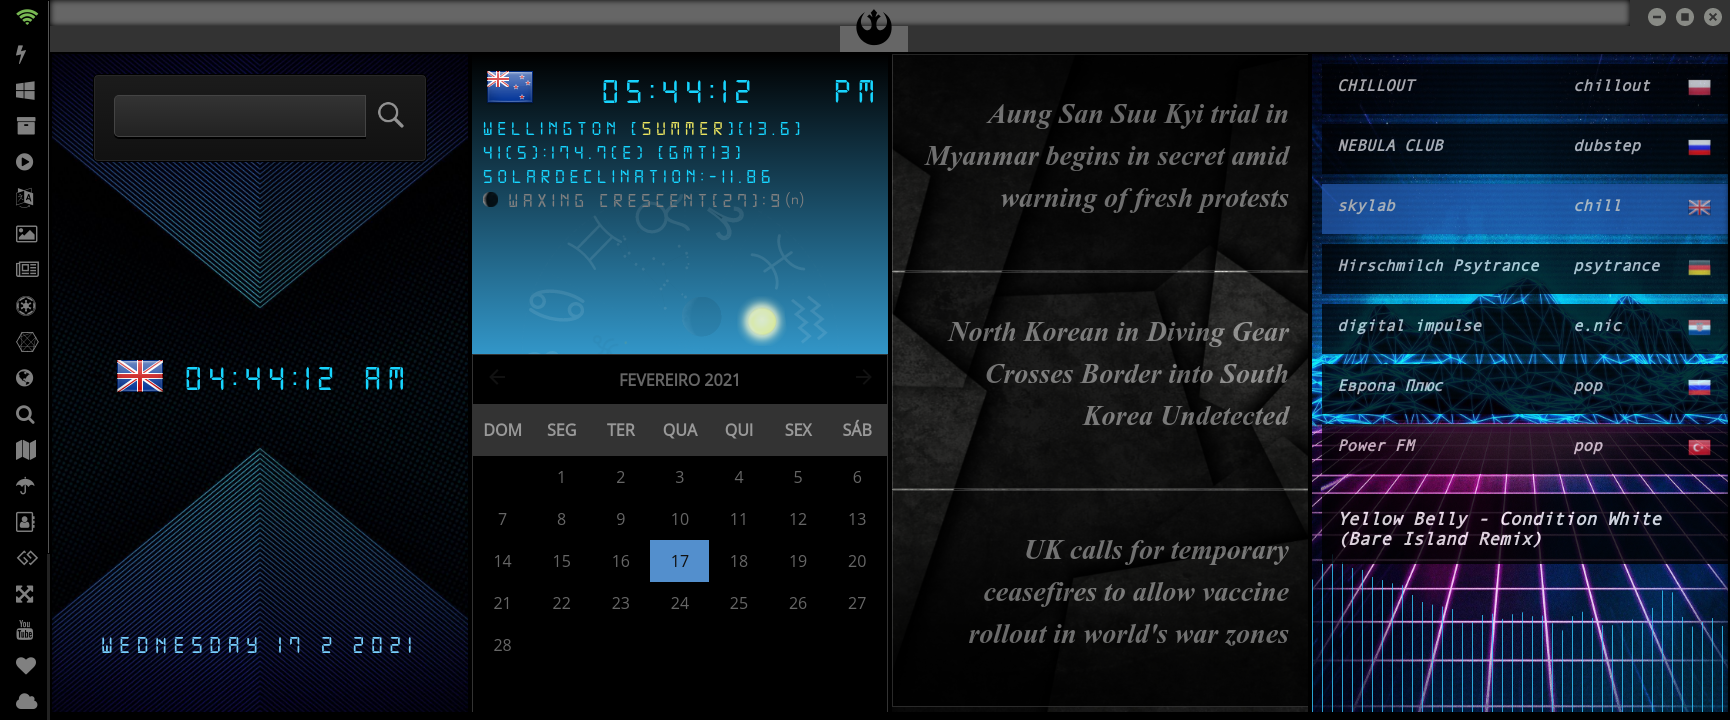 04:44:12 AM
WEDNESDAY 17 2 2021
05:44:12 PM
WELLINGTON [SUMMER][13.6]
41(S):174.7(E) [GMT13]
SOLARDECLINATION:-11.86
WAXING CRESCENT[27]:9(n)
FEVEREIRO 2021
DOM SEG TER QUA QUI SEX SÁB
1 2 3 4 5 6
7 8 9 10 11 12 13
14 15 16 17 18 19 20
21 22 23 24 25 26 27
28
Aung San Suu Kyi trial in
Myanmar begins in secret amid
warning of fresh protests
North Korean in Diving Gear
Crosses Border into South
Korea Undetected
UK calls for temporary
ceasefires to allow vaccine
rollout in world's war zones
CHILLOUT chillout
NEBULA CLUB dubstep
skylab chill
Hirschmilch Psytrance psytrance
digital impulse e.nic
Европа Плюс pop
Power FM pop
Yellow Belly - Condition White
(Bare Island Remix)
You
Tube